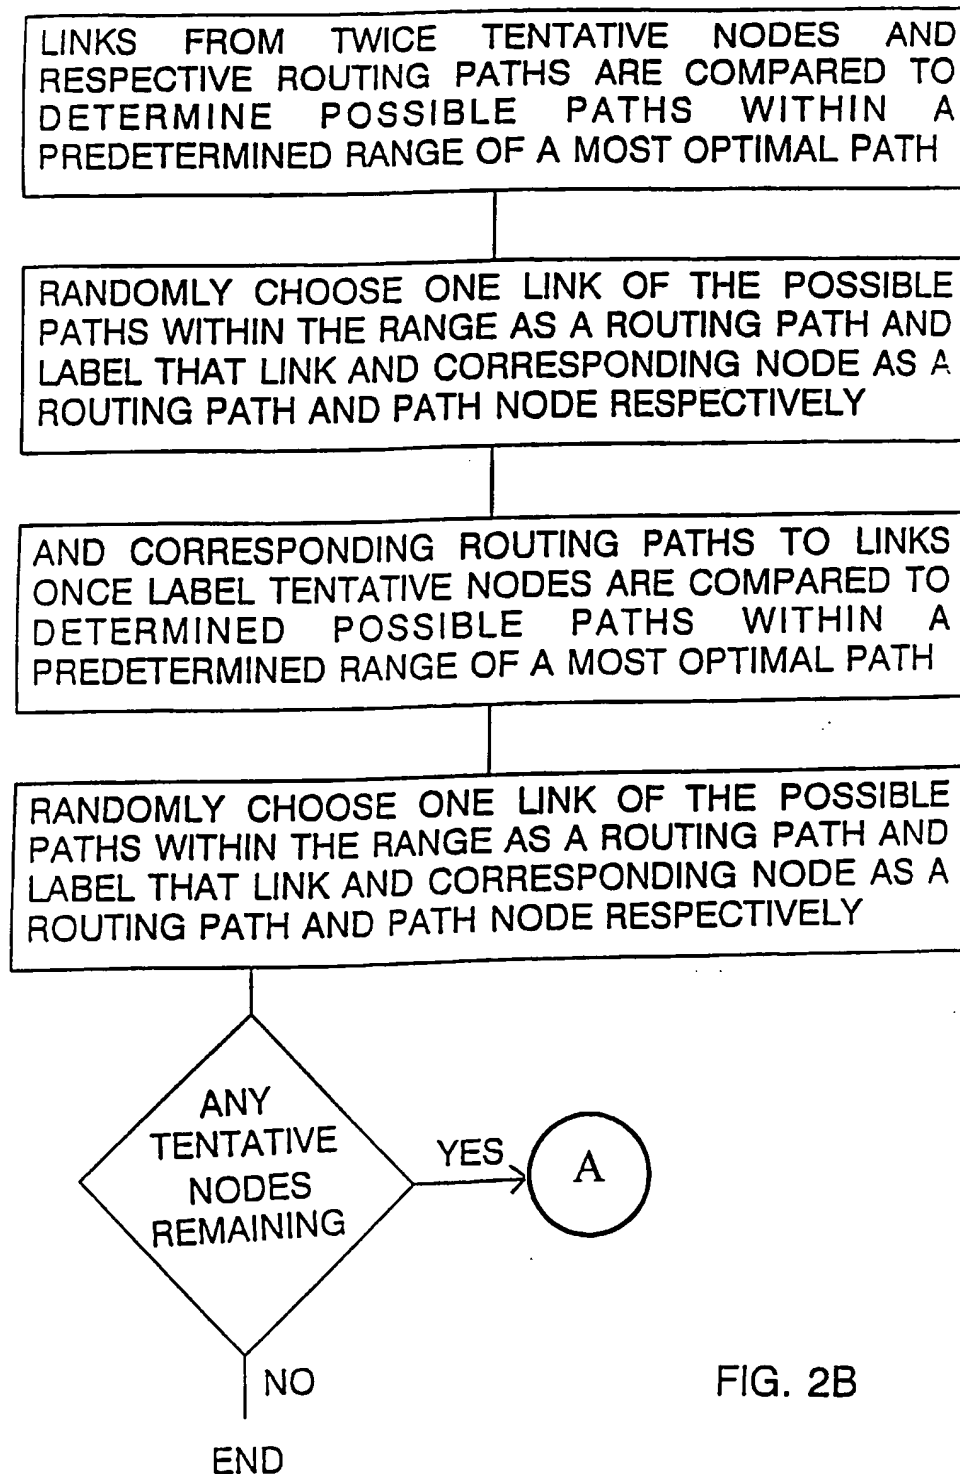 LINKS FROM TWICE TENTATIVE NODES AND
RESPECTIVE ROUTING PATHS ARE COMPARED TO
DETERMINE POSSIBLE PATHS WITHIN A
PREDETERMINED RANGE OF A MOST OPTIMAL PATH
RANDOMLY CHOOSE ONE LINK OF THE POSSIBLE
PATHS WITHIN THE RANGE AS A ROUTING PATH AND
LABEL THAT LINK AND CORRESPONDING NODE AS A
ROUTING PATH AND PATH NODE RESPECTIVELY
AND CORRESPONDING ROUTING PATHS TO LINKS
ONCE LABEL TENTATIVE NODES ARE COMPARED TO
DETERMINED POSSIBLE PATHS WITHIN A
PREDETERMINED RANGE OF A MOST OPTIMAL PATH
RANDOMLY CHOOSE ONE LINK OF THE POSSIBLE
PATHS WITHIN THE RANGE AS A ROUTING PATH AND
LABEL THAT LINK AND CORRESPONDING NODE AS A
ROUTING PATH AND PATH NODE RESPECTIVELY
ANY
TENTATIVE
NODES
REMAINING
YES
A
NO
END
FIG. 2B